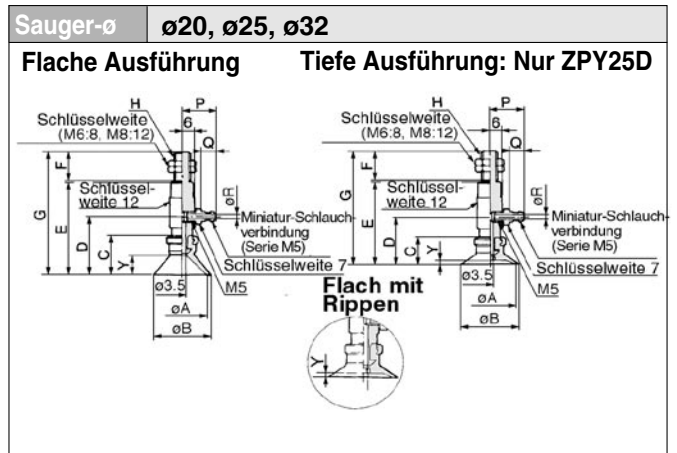 Sauger-ø ø20, ø25, ø32
Flache Ausführung
Tiefe Ausführung: Nur ZPY25D
H
P
Schlüsselweite
(M6:8, M8:12)
6
Q
F
G
Schlüssel-
weite 12
øR
E
D
C
Y
Miniatur-Schlauch-
verbindung
(Serie M5)
Schlüsselweite 7
ø3.5
M5
øA
øB
H
P
Schlüsselweite
(M6:8, M8:12)
6
Q
F
G
Schlüssel-
weite 12
øR
E
D
C
Y
Miniatur-Schlauch-
verbindung
(Serie M5)
Schlüsselweite 7
ø3.5
M5
øA
øB
Flach mit
Rippen
Y